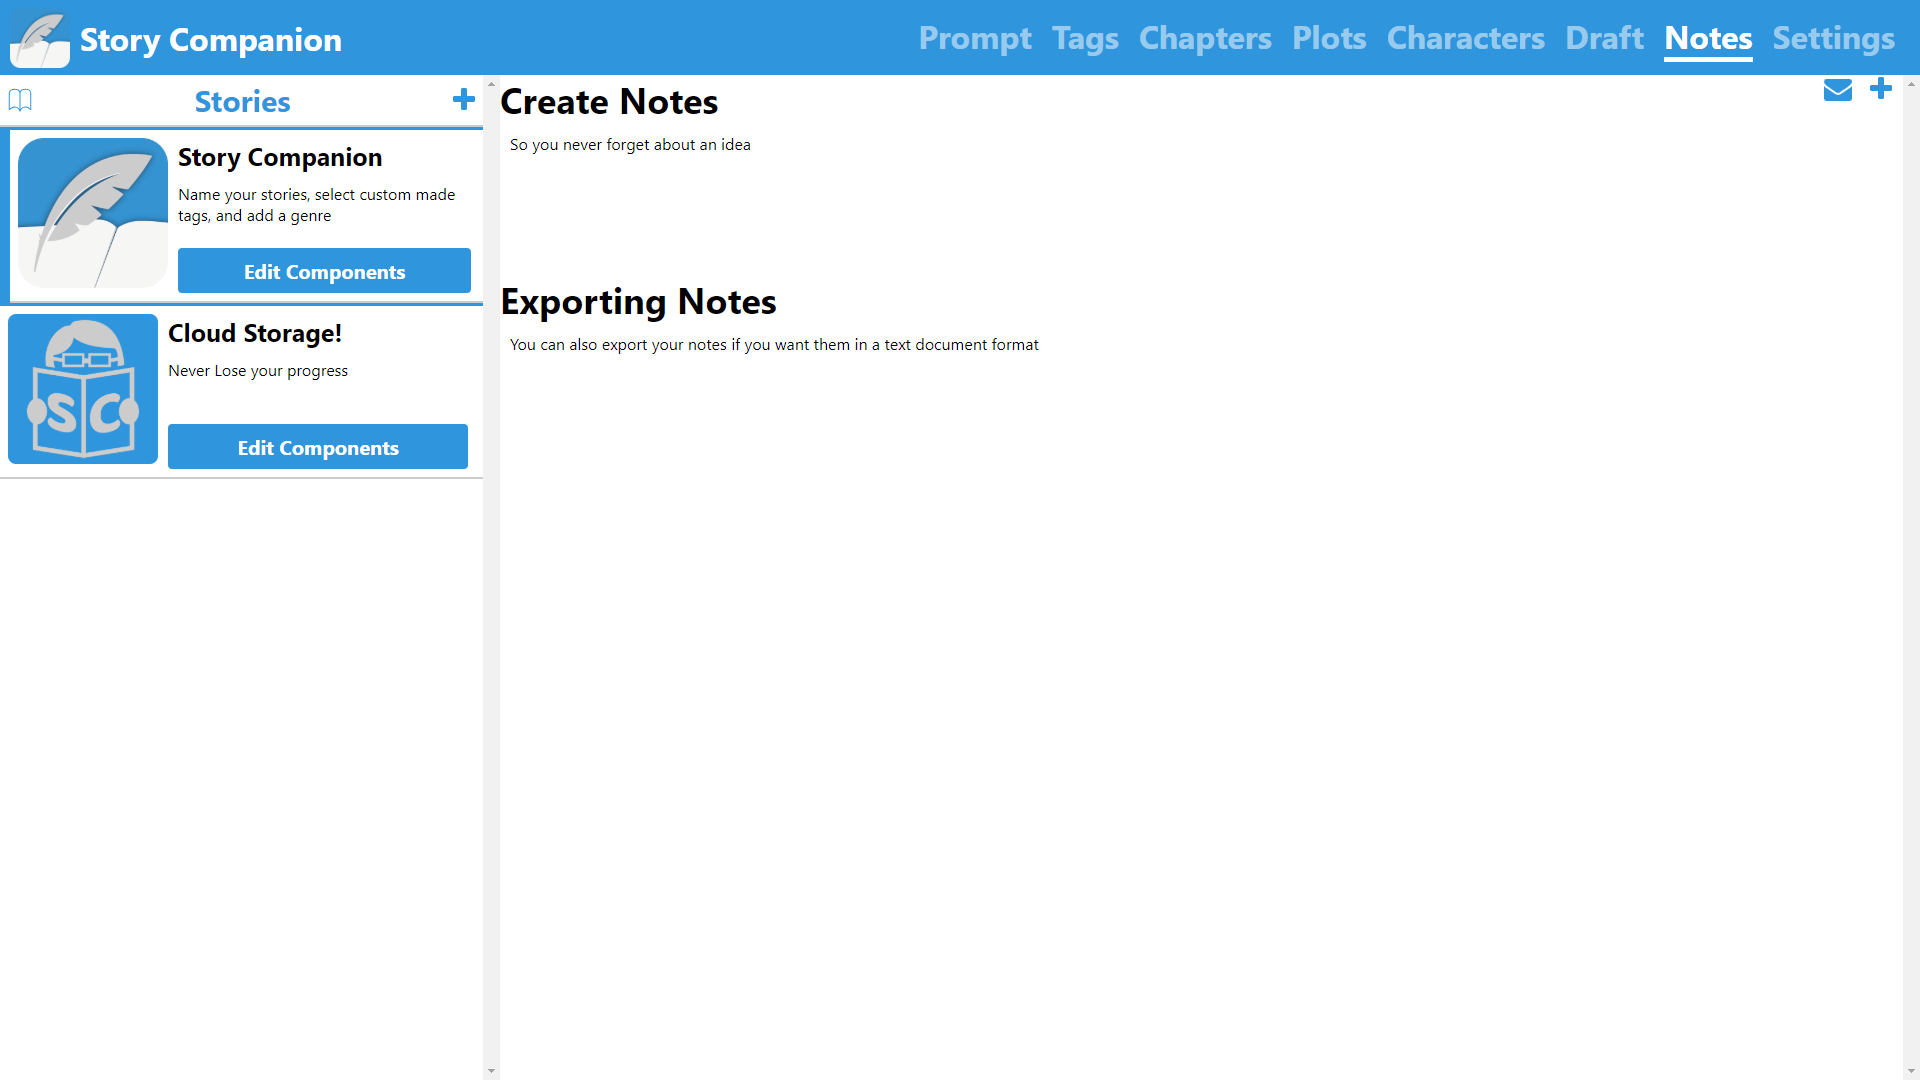 Story Companion
Prompt Tags Chapters Plots Characters Draft Notes Settings
Stories
Story Companion
Name your stories, select custom made
tags, and add a genre
Edit Components
Cloud Storage!
Never Lose your progress
SC
Edit Components
Create Notes
So you never forget about an idea
Exporting Notes
You can also export your notes if you want them in a text document format